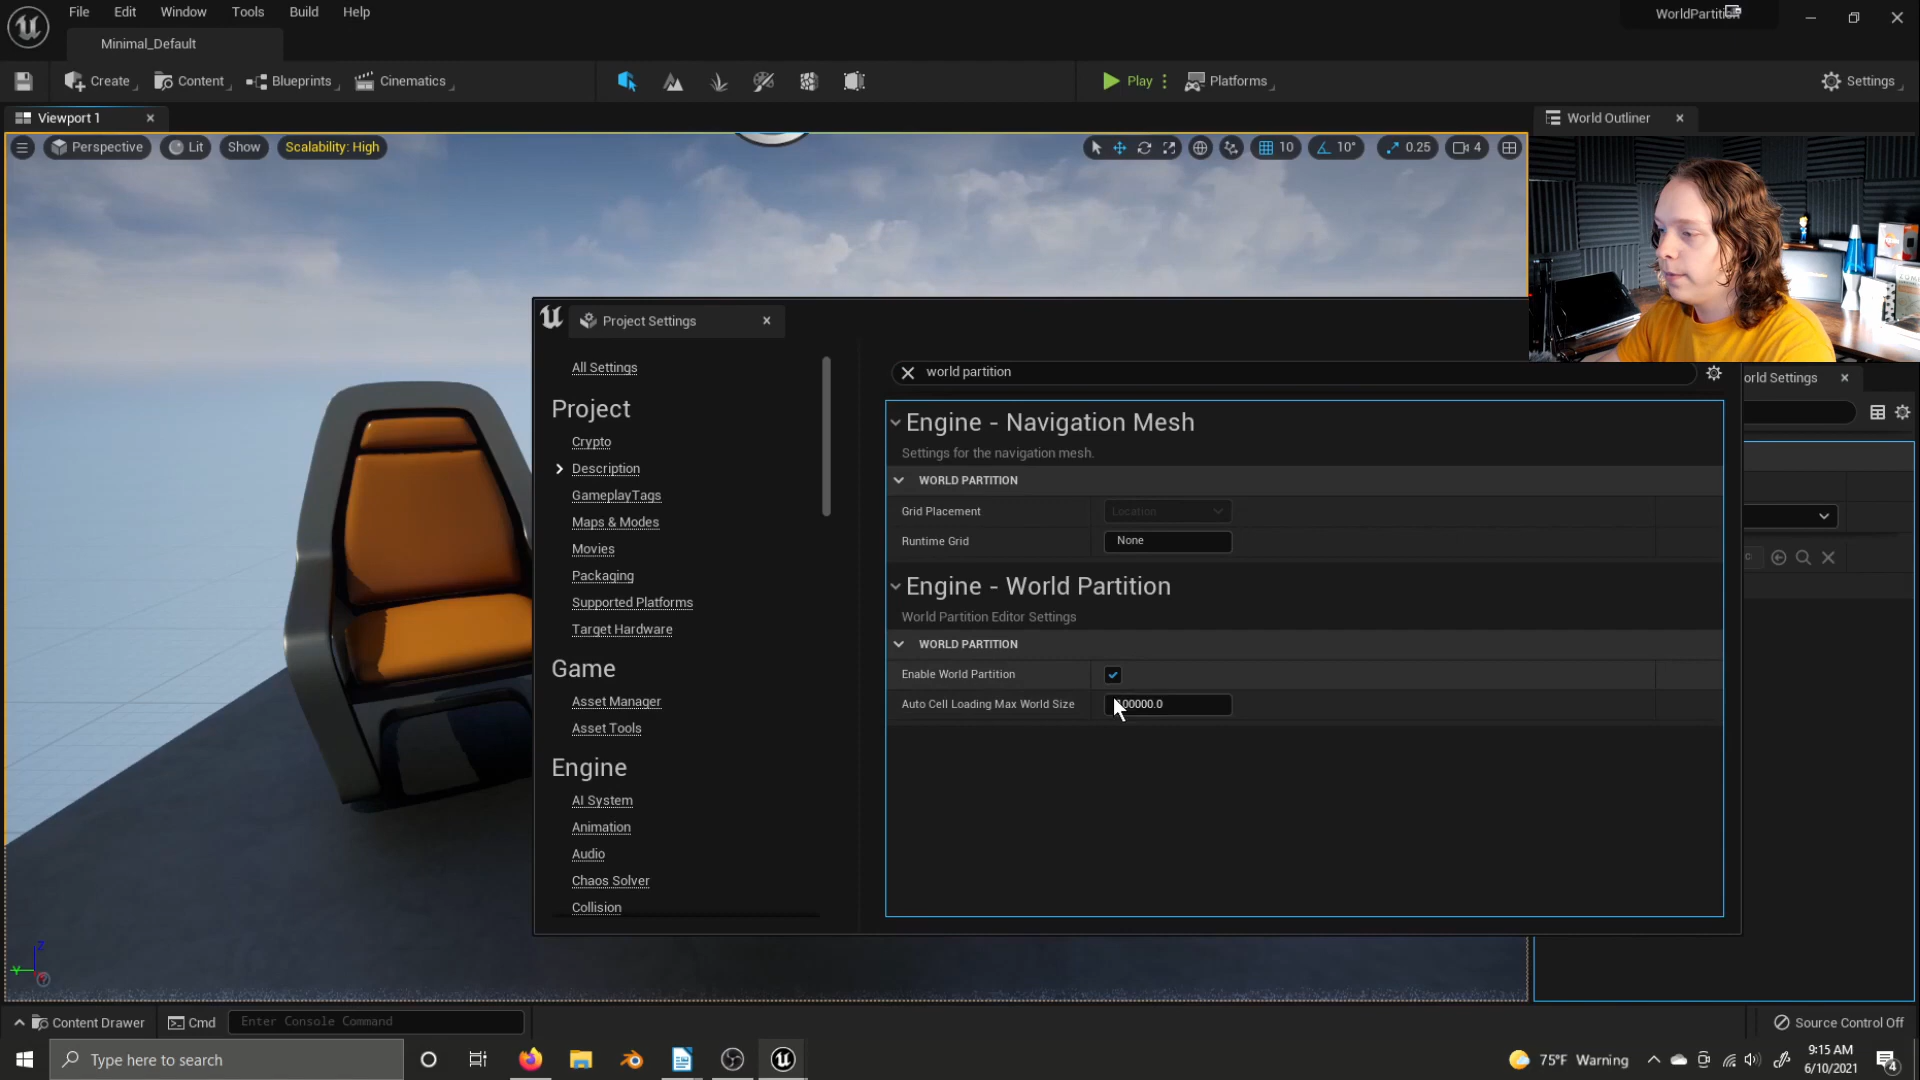 File Edit Window Tools Build Help
WorldPartition
Minimal_Default
Create Content Blueprints Cinematics Play Platforms Settings
Viewport 1
World Outliner
Perspective Lit Show Scalability: High 10 10° 0.25 4
Project Settings
All Settings
world partition
orld Settings
Project
Crypto
Description
GameplayTags
Maps & Modes
Movies
Packaging
Supported Platforms
Target Hardware
Game
Asset Manager
Asset Tools
Engine
AI System
Animation
Audio
Chaos Solver
Collision
Engine - Navigation Mesh
Settings for the navigation mesh.
WORLD PARTITION
Grid Placement Location
Runtime Grid None
Engine - World Partition
World Partition Editor Settings
WORLD PARTITION
Enable World Partition
Auto Cell Loading Max World Size 00000.0
Z
Y
Content Drawer Cmd Enter Console Command Source Control Off
Type here to search
75°F Warning
9:15 AM
6/10/2021
4